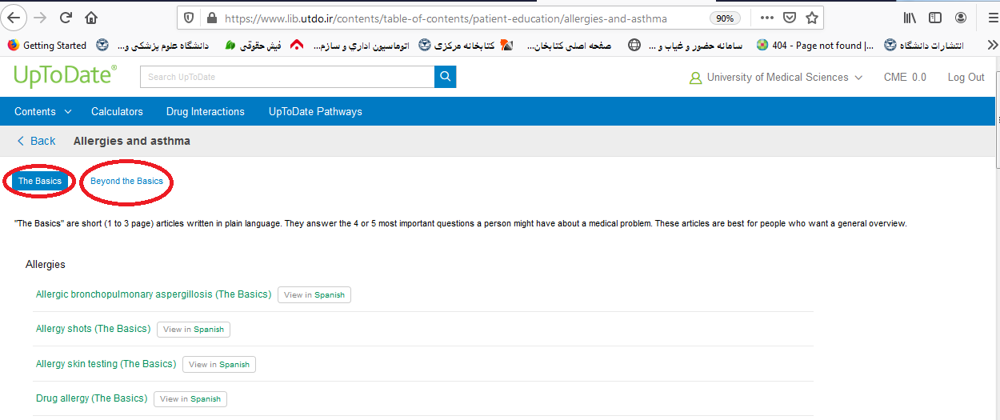 https://www.lib.utdo.ir/contents/table-of-contents/patient-education/allergies-and-asthma
90%
Getting Started
دانشگاه علوم پزشکی و...
فیش حقوقی
اتوماسیون اداري و سازم...
کتابخانه مرکزی
صفحه اصلی کتابخان...
سامانه حضور و غیاب و ...
404 - Page not found |...
انتشارات دانشگاه
UpToDate®
Search UpToDate
University of Medical Sciences
CME 0.0
Log Out
Contents
Calculators
Drug Interactions
UpToDate Pathways
Back
Allergies and asthma
The Basics
Beyond the Basics
"The Basics" are short (1 to 3 page) articles written in plain language. They answer the 4 or 5 most important questions a person might have about a medical problem. These articles are best for people who want a general overview.
Allergies
Allergic bronchopulmonary aspergillosis (The Basics) View in Spanish
Allergy shots (The Basics) View in Spanish
Allergy skin testing (The Basics) View in Spanish
Drug allergy (The Basics) View in Spanish